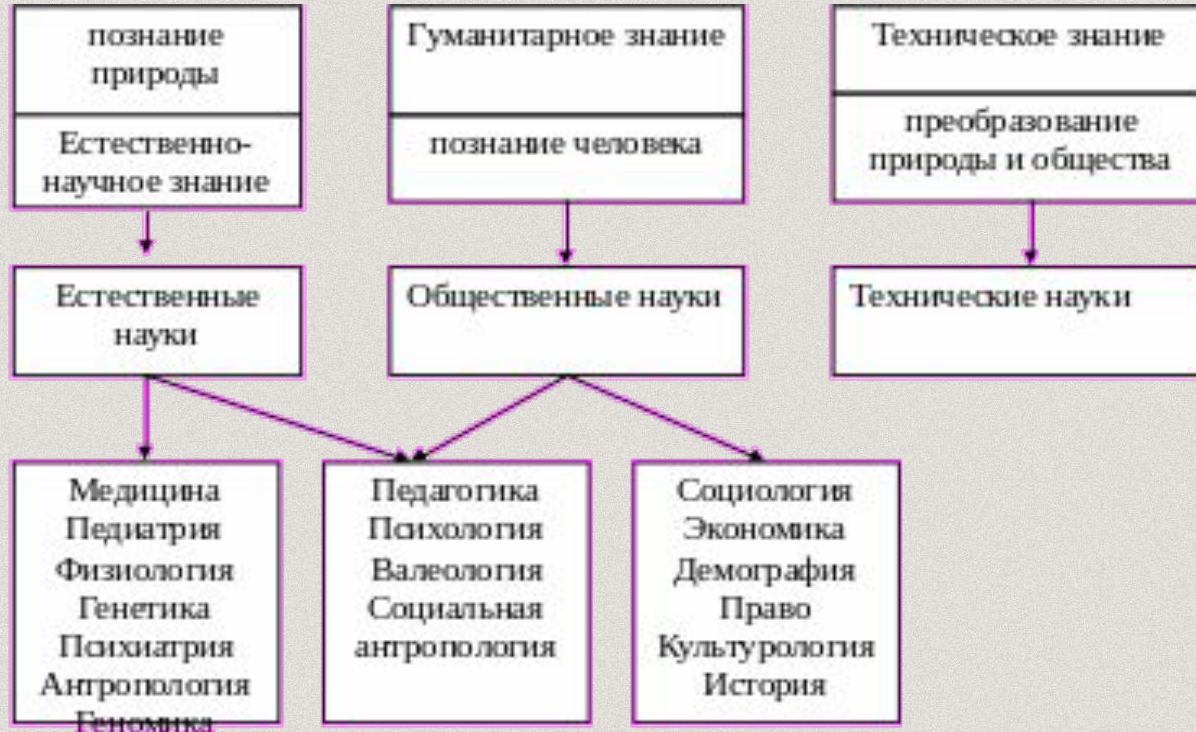 познание
природы
Естественно-
научное знание
Гуманитарное знание
познание человека
Техническое знание
преобразование
природы и общества
Естественные
науки
Общественные науки
Технические науки
Медицина
Педиатрия
Физиология
Генетика
Психиатрия
Антропология
Геномика
Педагогика
Психология
Валеология
Социальная
антропология
Социология
Экономика
Демография
Право
Культурология
История